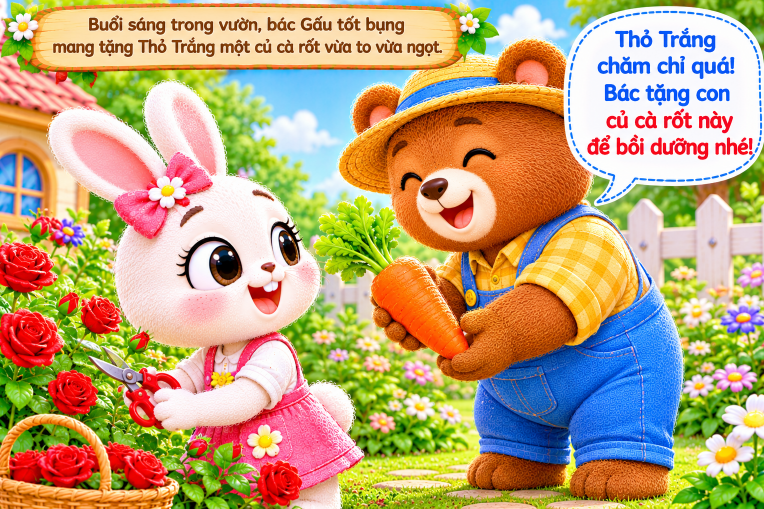 Buổi sáng trong vườn, bác Gấu tốt bụng
mang tặng Thỏ Trắng một củ cà rốt vừa to vừa ngọt.
Thỏ Trắng
chăm chỉ quá!
Bác tặng con
củ cà rốt này
để bồi dưỡng nhé!